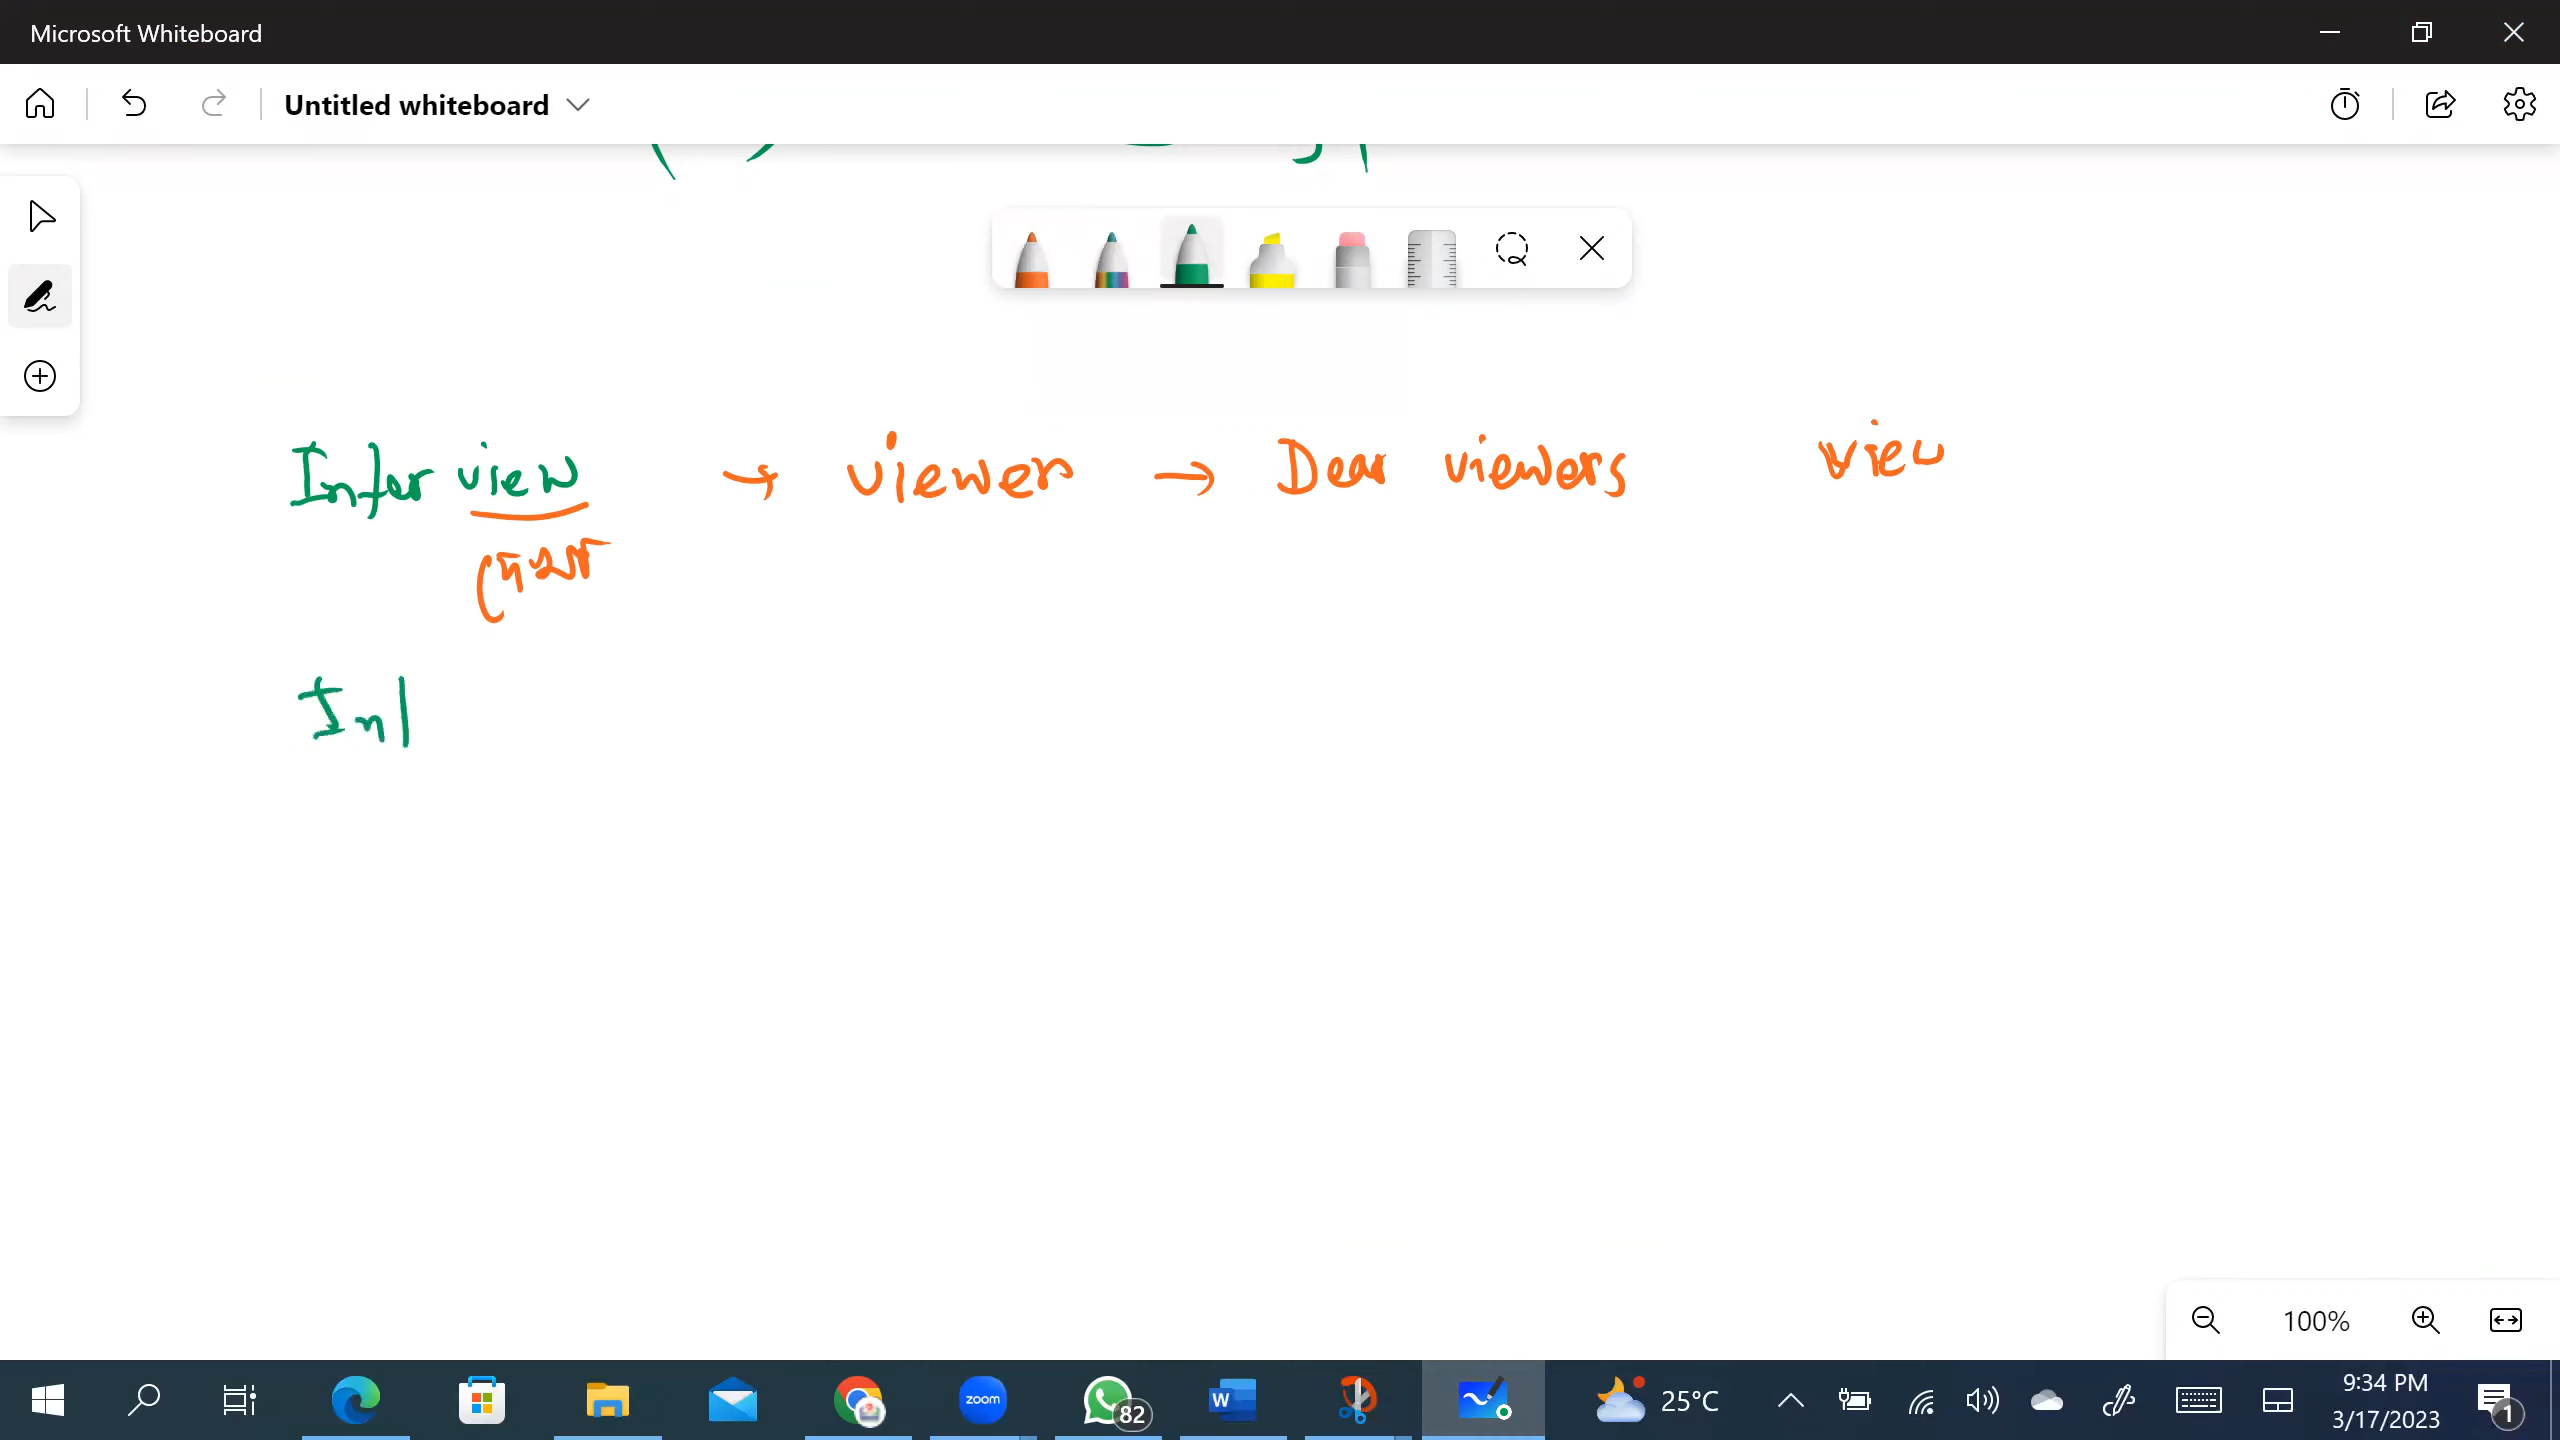 Microsoft Whiteboard
Untitled whiteboard
Inter view → viewer → Dear viewers view
দেখা
Inl
100%
zoom
82
25°C
9:34 PM
3/17/2023
1